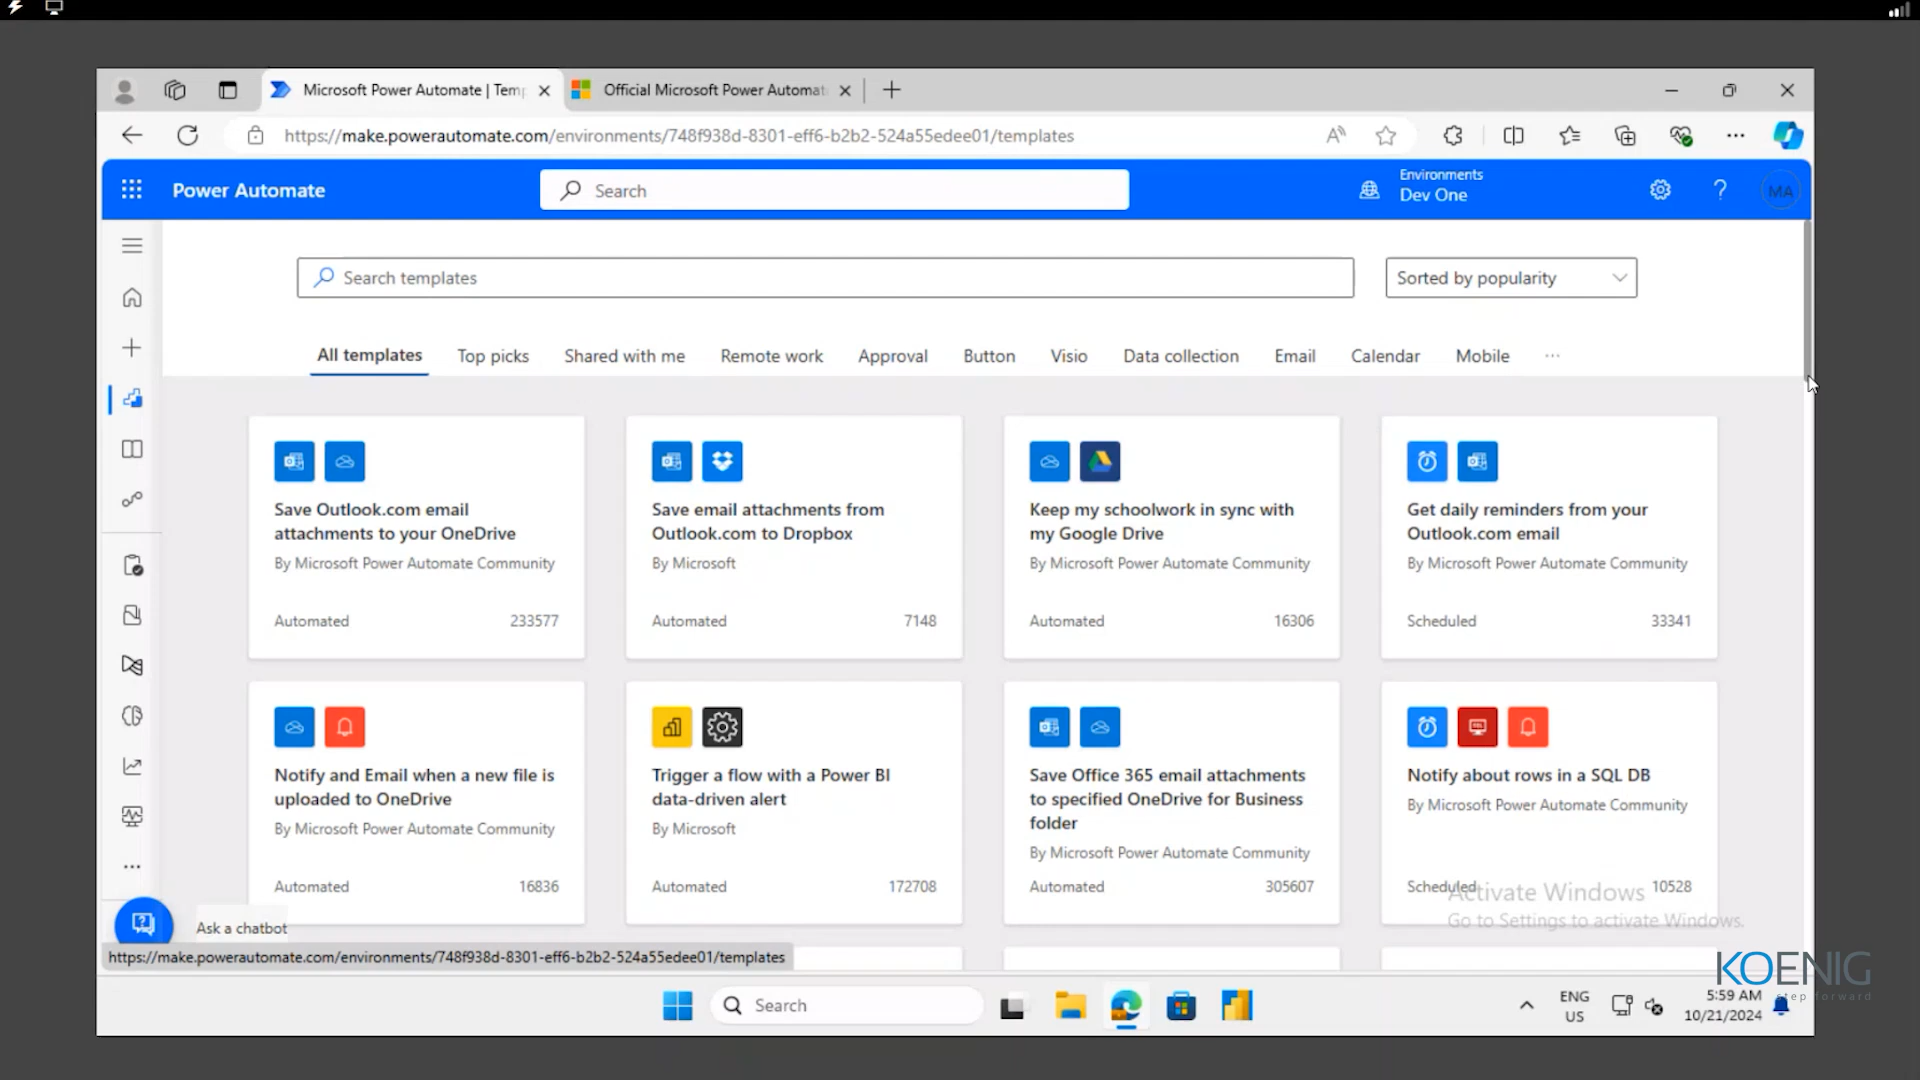 Microsoft Power Automate | Temp
Official Microsoft Power Automat
https://make.powerautomate.com/environments/748f938d-8301-eff6-b2b2-524a55edee01/templates
Power Automate
Search
Environments
Dev One
MA
Search templates
Sorted by popularity
All templates
Top picks
Shared with me
Remote work
Approval
Button
Visio
Data collection
Email
Calendar
Mobile
Save Outlook.com email
attachments to your OneDrive
By Microsoft Power Automate Community
Automated 233577
Save email attachments from
Outlook.com to Dropbox
By Microsoft
Automated 7148
Keep my schoolwork in sync with
my Google Drive
By Microsoft Power Automate Community
Automated 16306
Get daily reminders from your
Outlook.com email
By Microsoft Power Automate Community
Scheduled 33341
Notify and Email when a new file is
uploaded to OneDrive
By Microsoft Power Automate Community
Automated 16836
Trigger a flow with a Power BI
data-driven alert
By Microsoft
Automated 172708
Save Office 365 email attachments
to specified OneDrive for Business
folder
By Microsoft Power Automate Community
Automated 305607
Notify about rows in a SQL DB
By Microsoft Power Automate Community
Scheduled 10528
Activate Windows
Go to Settings to activate Windows.
Ask a chatbot
https://make.powerautomate.com/environments/748f938d-8301-eff6-b2b2-524a55edee01/templates
KOENIG
step forward
Search
ENG
US
5:59 AM
10/21/2024